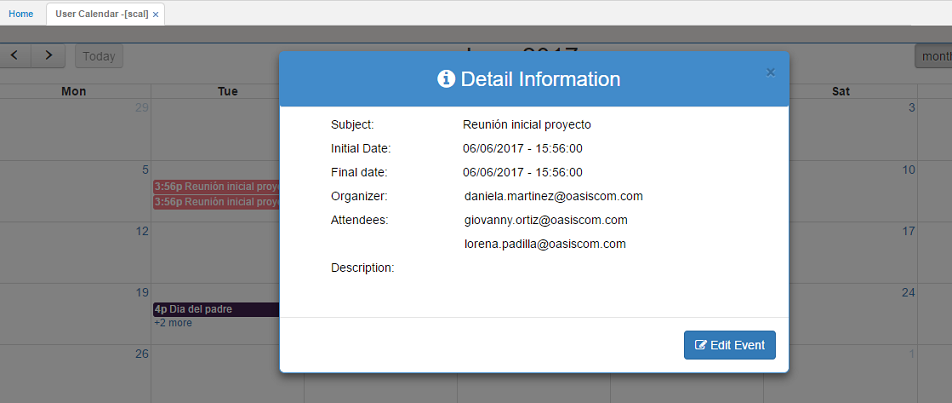 Home
User Calendar -[scal] ×
< > Today
2017
month
Detail Information ×
Mon Tue Sat
Subject: Reunión inicial proyecto
Initial Date: 06/06/2017 - 15:56:00
Final date: 06/06/2017 - 15:56:00
Organizer: daniela.martinez@oasiscom.com
Attendees: giovanny.ortiz@oasiscom.com
lorena.padilla@oasiscom.com
Description:
Edit Event
29 3
5 10
3:56p Reunión inicial proye
3:56p Reunión inicial proye
12 17
19 24
4p Dia del padre
+2 more
26 1